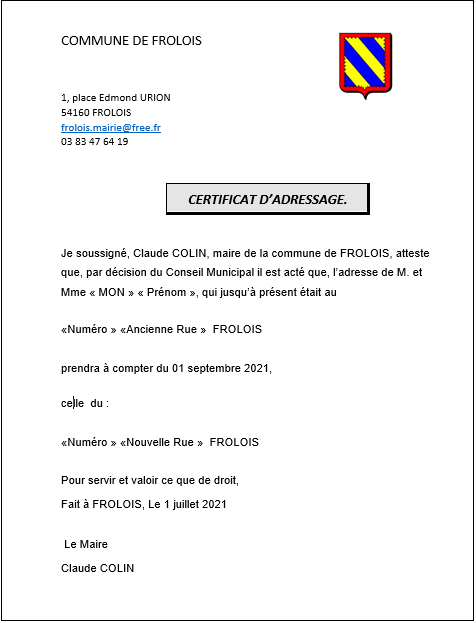 COMMUNE DE FROLOIS
1, place Edmond URION
54160 FROLOIS
frolois.mairie@free.fr
03 83 47 64 19
CERTIFICAT D’ADRESSAGE.
Je soussigné, Claude COLIN, maire de la commune de FROLOIS, atteste
que, par décision du Conseil Municipal il est acté que, l’adresse de M. et
Mme « MON » « Prénom », qui jusqu’à présent était au
«Numéro » «Ancienne Rue »  FROLOIS
prendra à compter du 01 septembre 2021,
celle  du :
«Numéro » «Nouvelle Rue »  FROLOIS
Pour servir et valoir ce que de droit,
Fait à FROLOIS, Le 1 juillet 2021
Le Maire
Claude COLIN